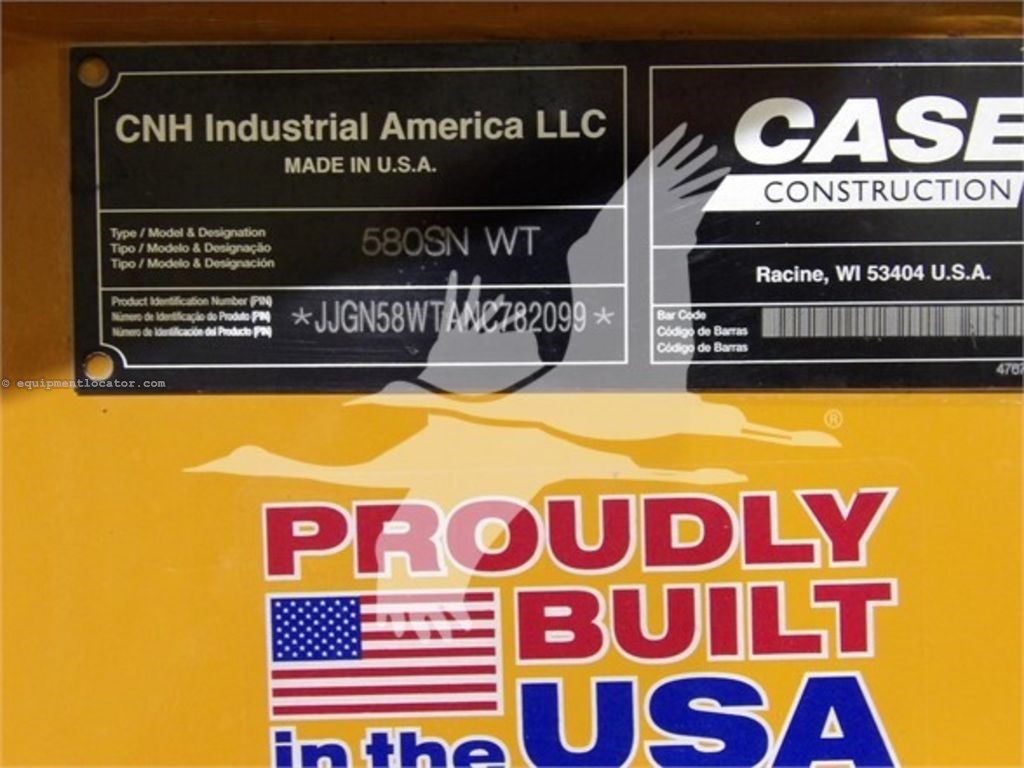 CNH Industrial America LLC
MADE IN U.S.A.
Type / Model & Designation
Tipo / Modelo & Designação
Tipo / Modelo & Designación
580SN WT
Product Identification Number (PIN)
Número de Identificação do Produto (PIN)
Número de Identificación del Producto (PIN)
*JJGN58WTANC782099*
CASE
CONSTRUCTION
Racine, WI 53404 U.S.A.
Bar Code
Código de Barras
Código de Barras
4767
© equipmentlocator.com
®
PROUDLY
BUILT
in the USA